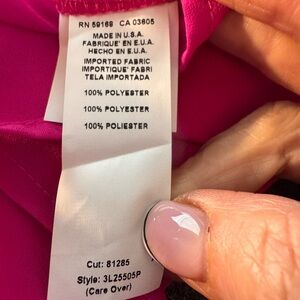 RN 59169 CA 03605
MADE IN U.S.A.
FABRIQUE' EN E.U.A.
HECHO EN E.U.A.
IMPORTED FABRIC
IMPORTIQUE' FABRI
TELA IMPORTADA
100% POLYESTER
100% POLYESTER
100% POLIESTER
Cut: 81285
Style: 3L25505P
(Care Over)